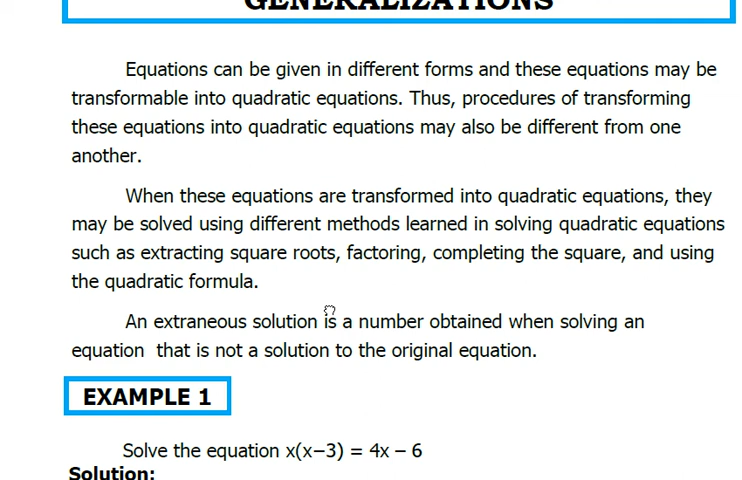 GENERALIZATIONS
Equations can be given in different forms and these equations may be
transformable into quadratic equations. Thus, procedures of transforming
these equations into quadratic equations may also be different from one
another.
When these equations are transformed into quadratic equations, they
may be solved using different methods learned in solving quadratic equations
such as extracting square roots, factoring, completing the square, and using
the quadratic formula.
An extraneous solution is a number obtained when solving an
equation that is not a solution to the original equation.
EXAMPLE 1
Solve the equation x(x−3) = 4x – 6
Solution: